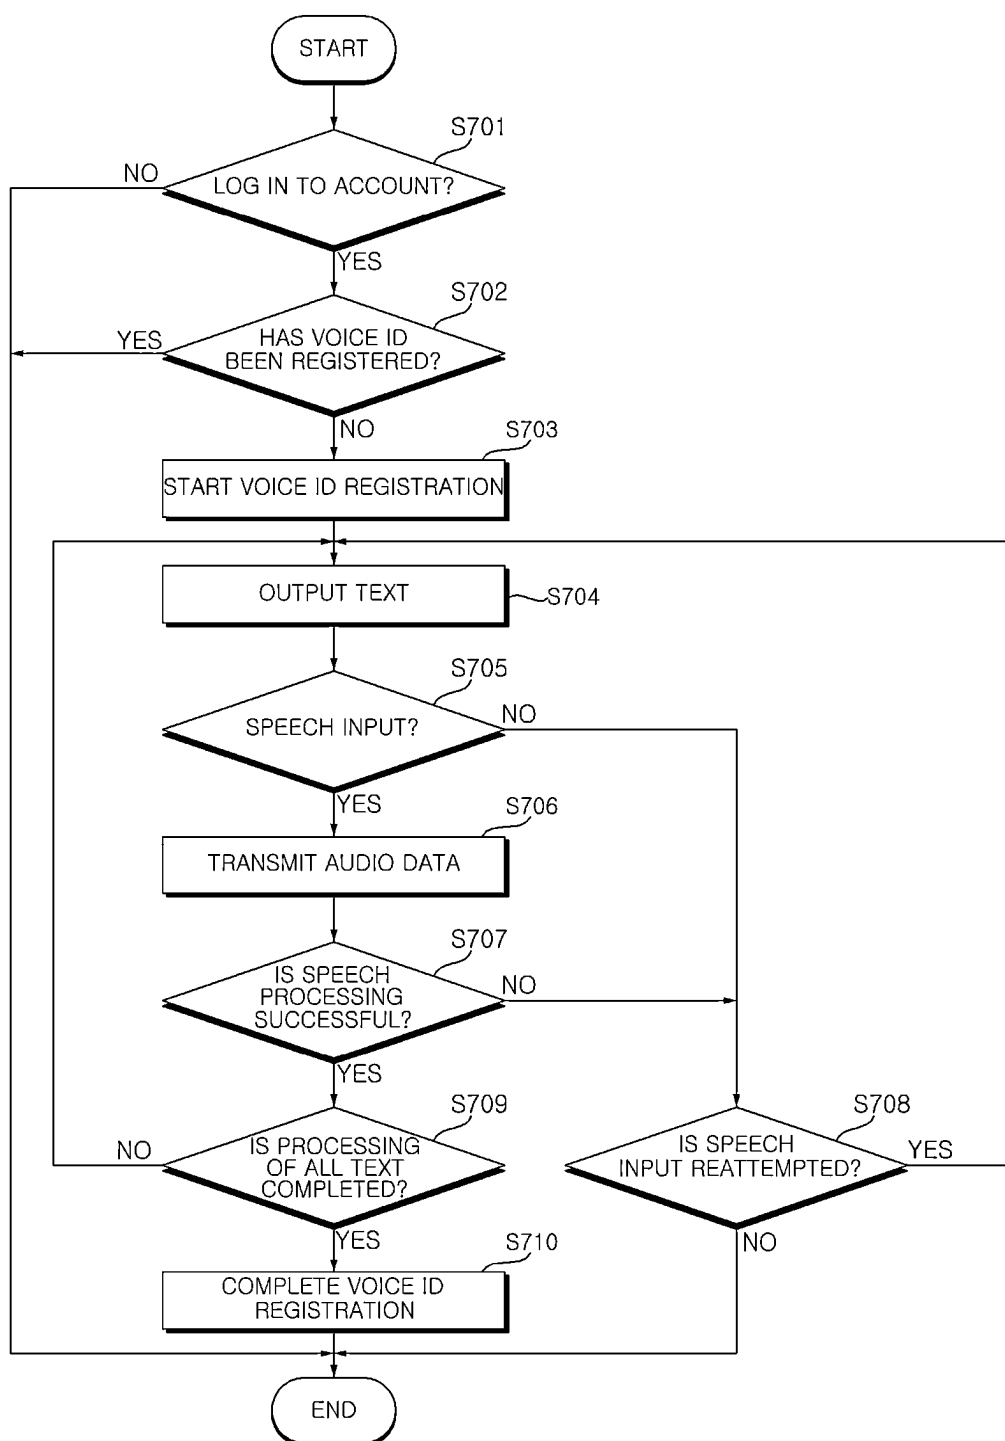 START
S701
NO
LOG IN TO ACCOUNT?
YES
S702
YES
HAS VOICE ID
BEEN REGISTERED?
NO
S703
START VOICE ID REGISTRATION
OUTPUT TEXT
S704
S705
SPEECH INPUT?
NO
YES
S706
TRANSMIT AUDIO DATA
S707
IS SPEECH
PROCESSING
SUCCESSFUL?
NO
YES
S709
NO
IS PROCESSING
OF ALL TEXT
COMPLETED?
YES
S708
IS SPEECH
INPUT REATTEMPTED?
YES
NO
S710
COMPLETE VOICE ID
REGISTRATION
END